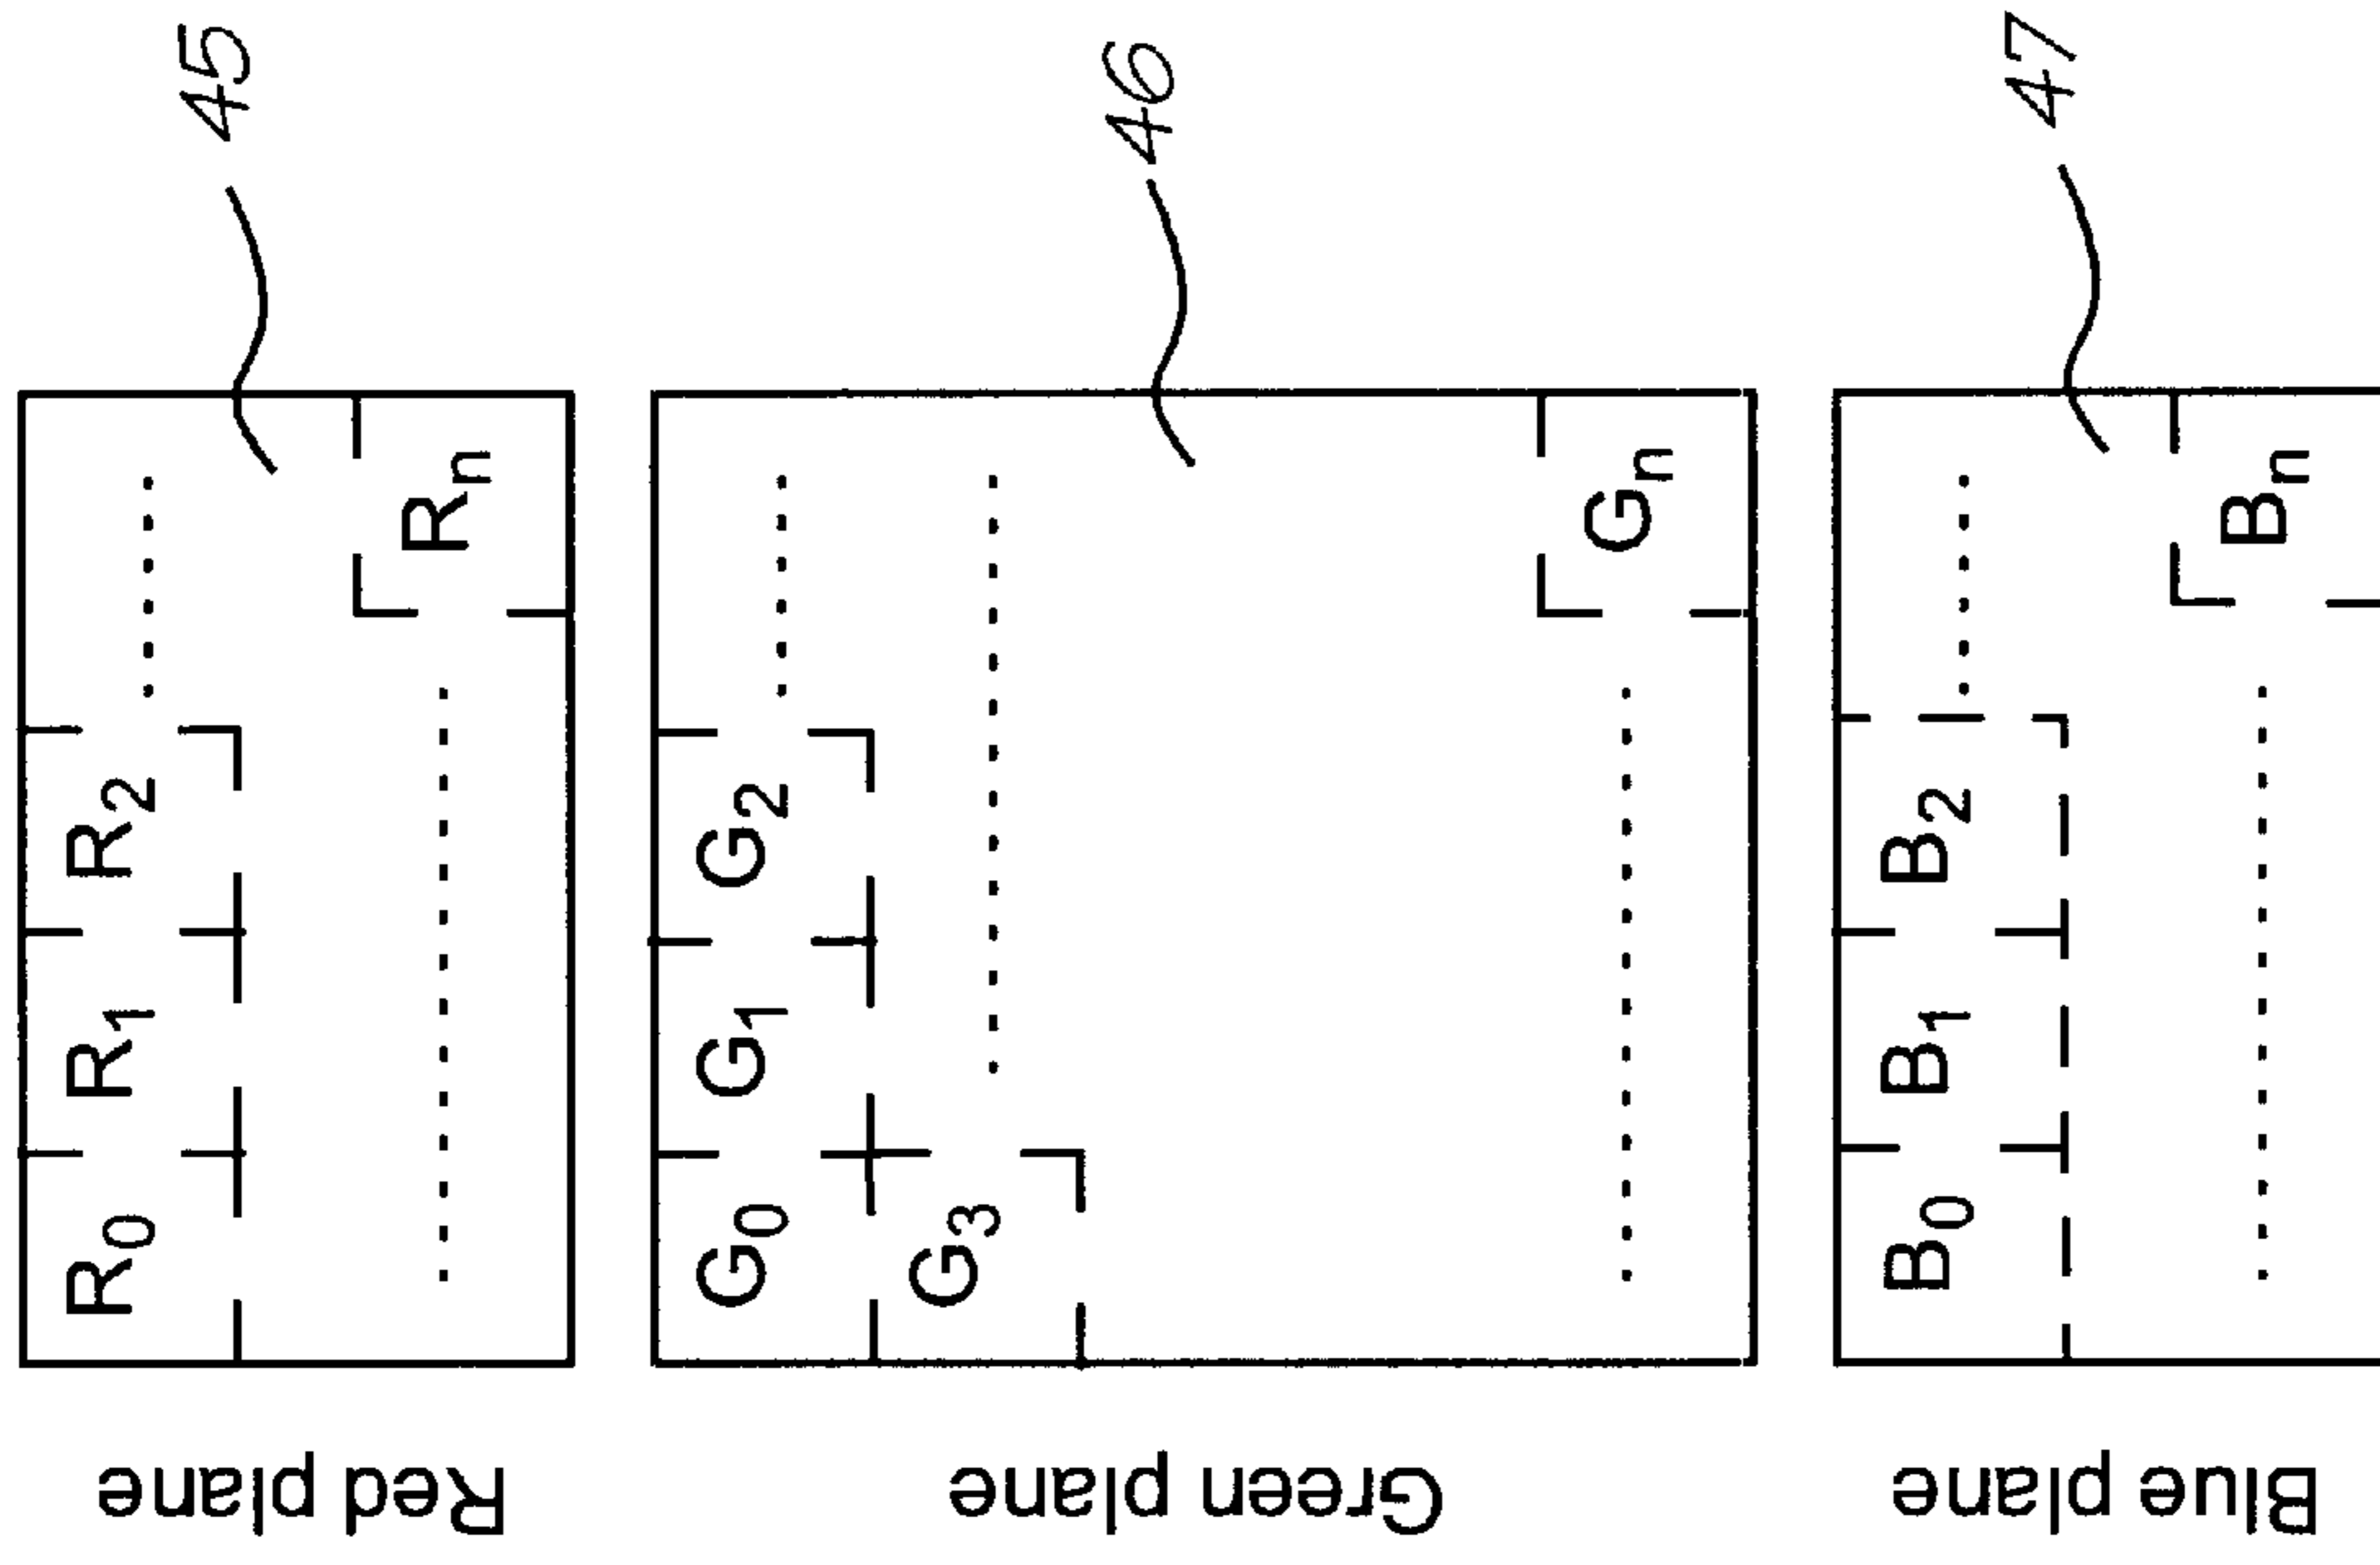 Red plane
R0 R1 R2
Rn
45
Green plane
G0 G1 G2
G3
Gn
46
Blue plane
B0 B1 B2
Bn
47